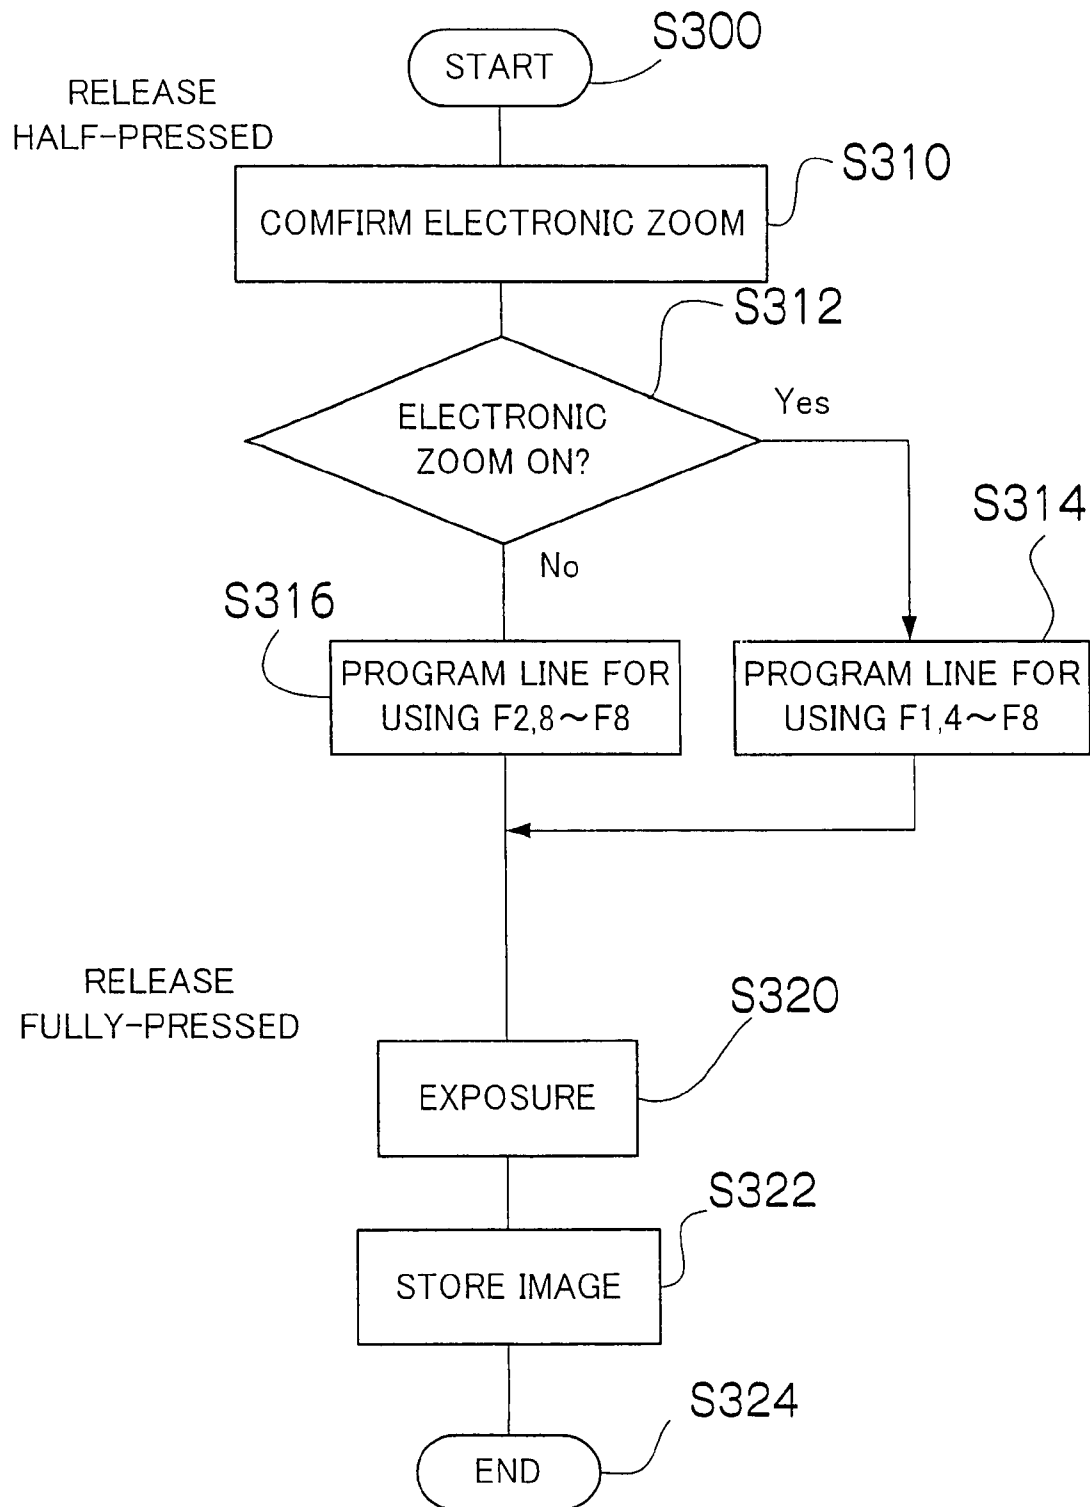 S300
START
RELEASE
HALF-PRESSED
S310
COMFIRM ELECTRONIC ZOOM
S312
Yes
ELECTRONIC
ZOOM ON?
S314
No
S316
PROGRAM LINE FOR
USING F2,8～F8
PROGRAM LINE FOR
USING F1,4～F8
RELEASE
FULLY-PRESSED
S320
EXPOSURE
S322
STORE IMAGE
S324
END